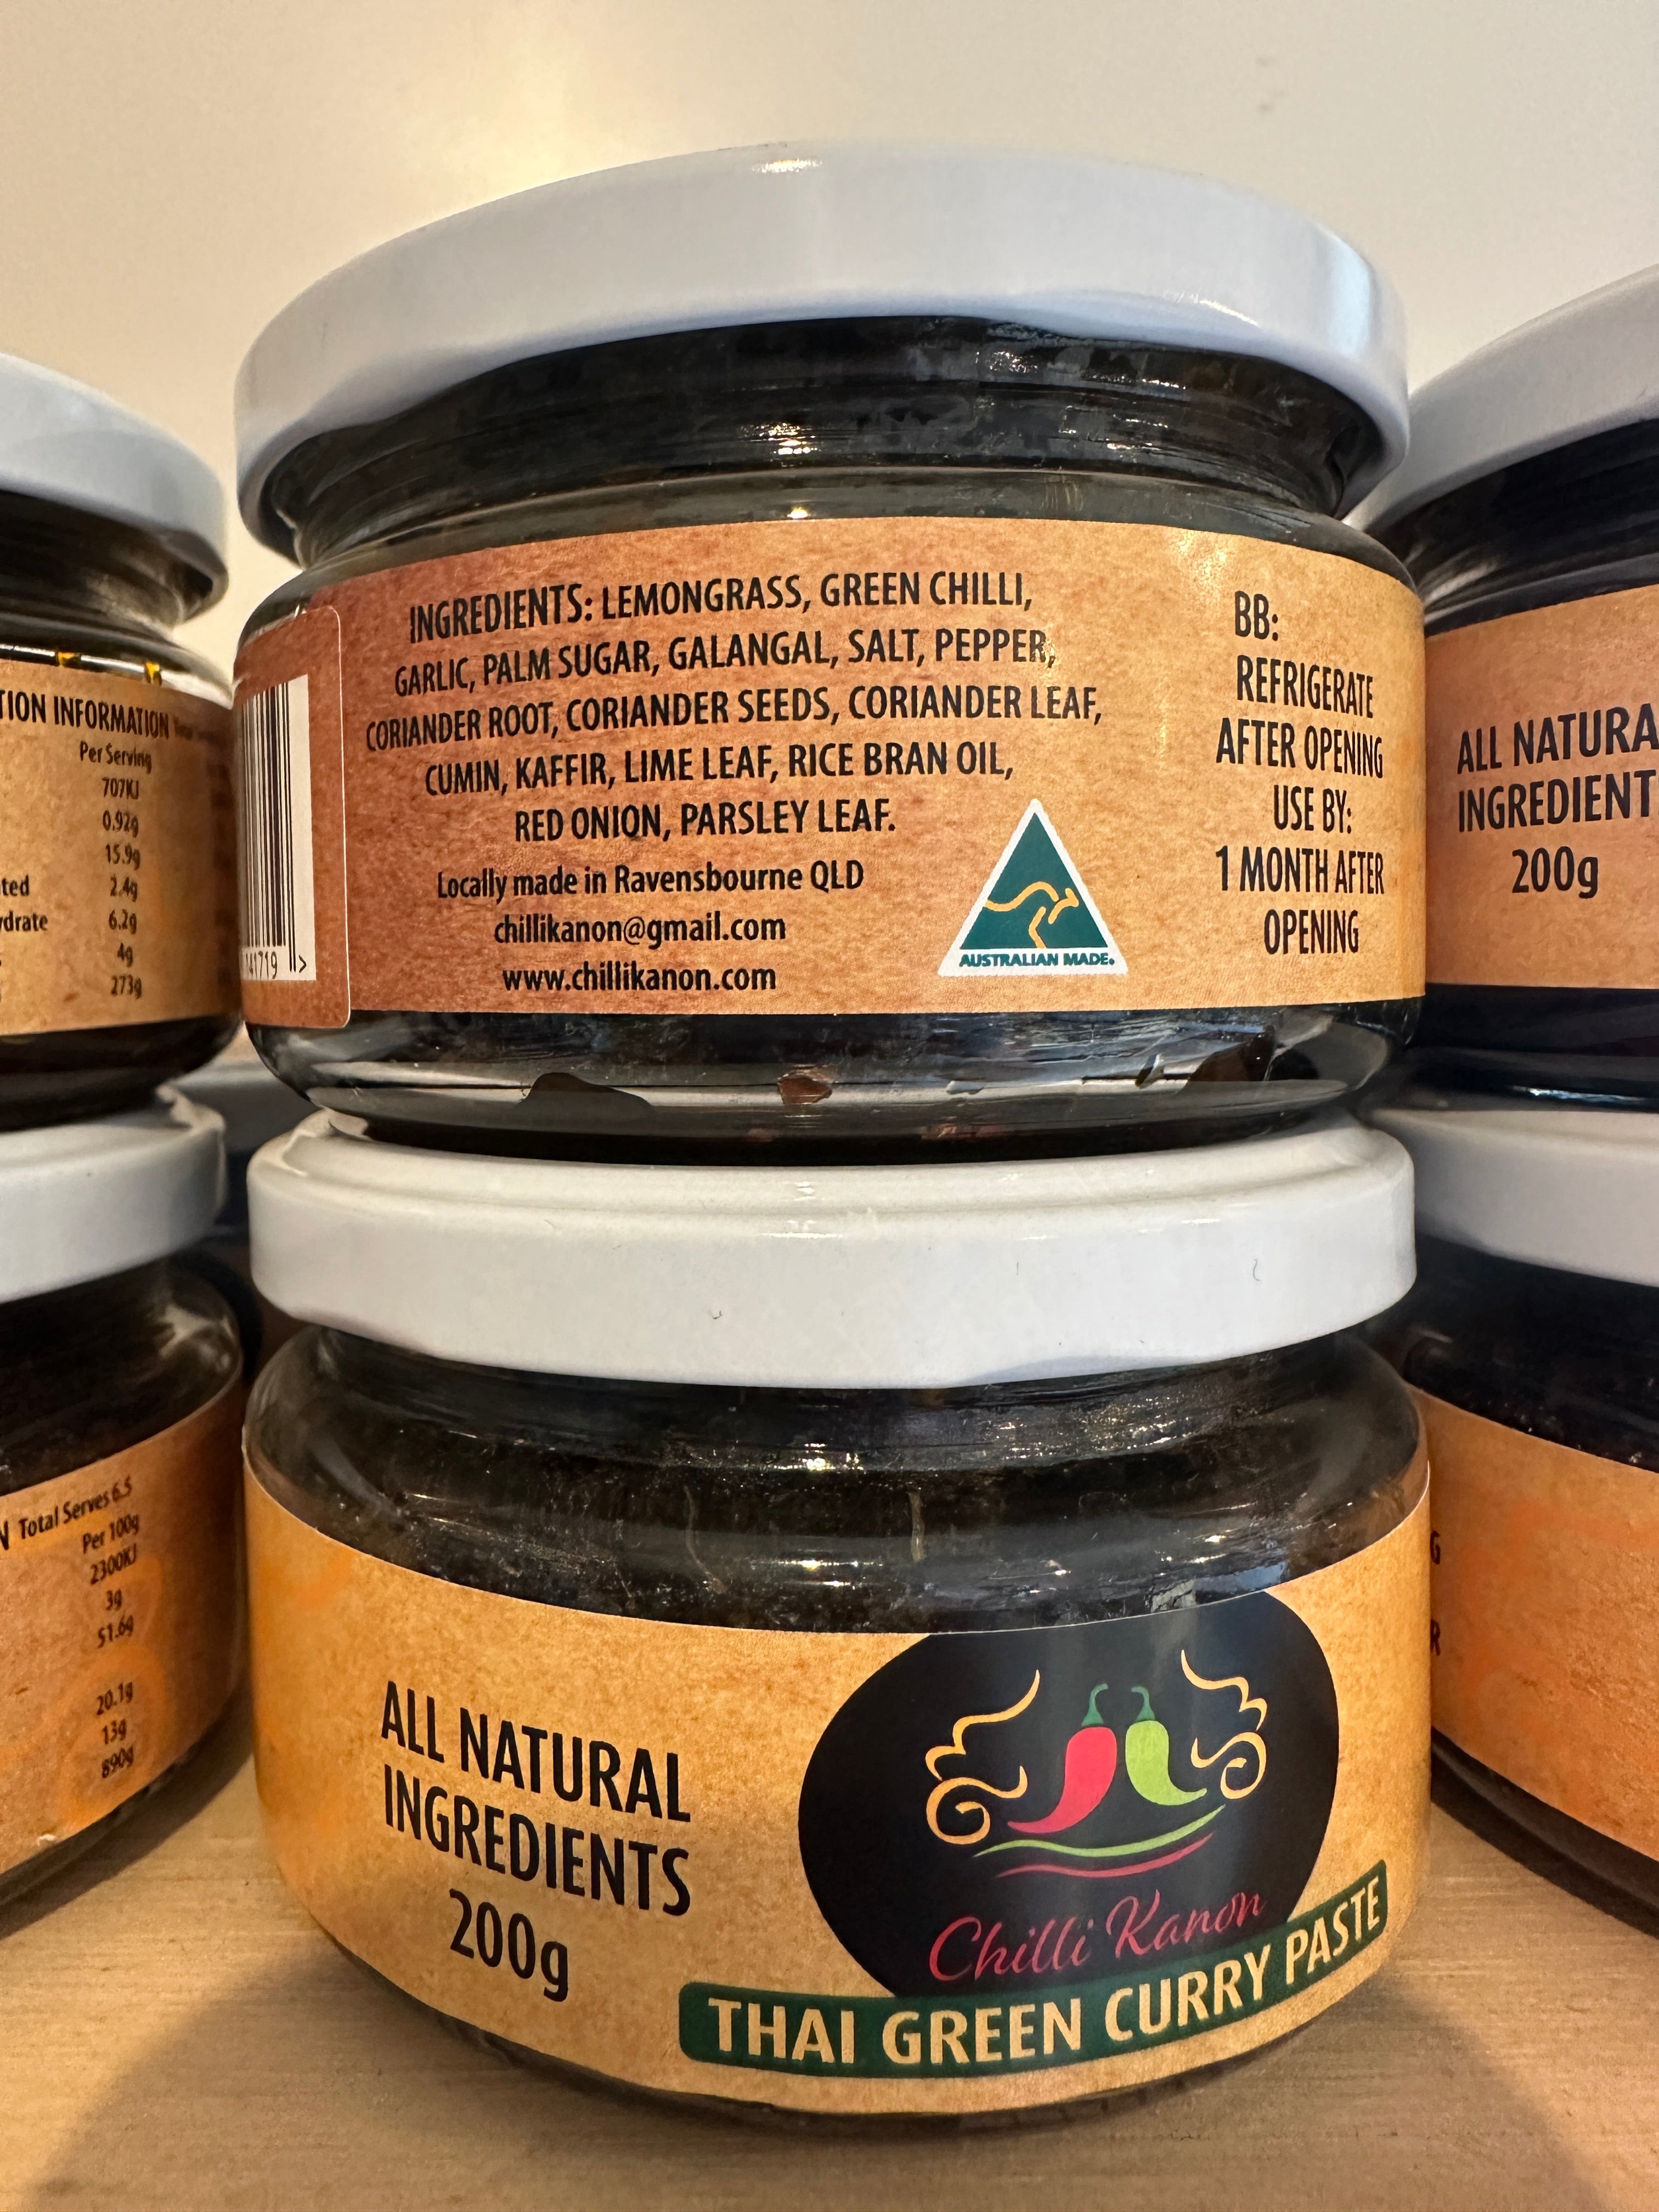 INGREDIENTS: LEMONGRASS, GREEN CHILLI,
GARLIC, PALM SUGAR, GALANGAL, SALT, PEPPER,
CORIANDER ROOT, CORIANDER SEEDS, CORIANDER LEAF,
CUMIN, KAFFIR, LIME LEAF, RICE BRAN OIL,
RED ONION, PARSLEY LEAF.
Locally made in Ravensbourne QLD
chillikanon@gmail.com
www.chillikanon.com
AUSTRALIAN MADE.
BB:
REFRIGERATE
AFTER OPENING
USE BY:
1 MONTH AFTER
OPENING
41719
TION INFORMATION
Per Serving
707KJ
0.92g
15.9g
ted 2.4g
drate 6.2g
4g
273g
ALL NATURA
INGREDIENT
200g
N Total Serves 6.5
Per 100g
2300KJ
3g
51.6g
20.1g
13g
890g
ALL NATURAL
INGREDIENTS
200g
Chilli Kanon
THAI GREEN CURRY PASTE
G
R